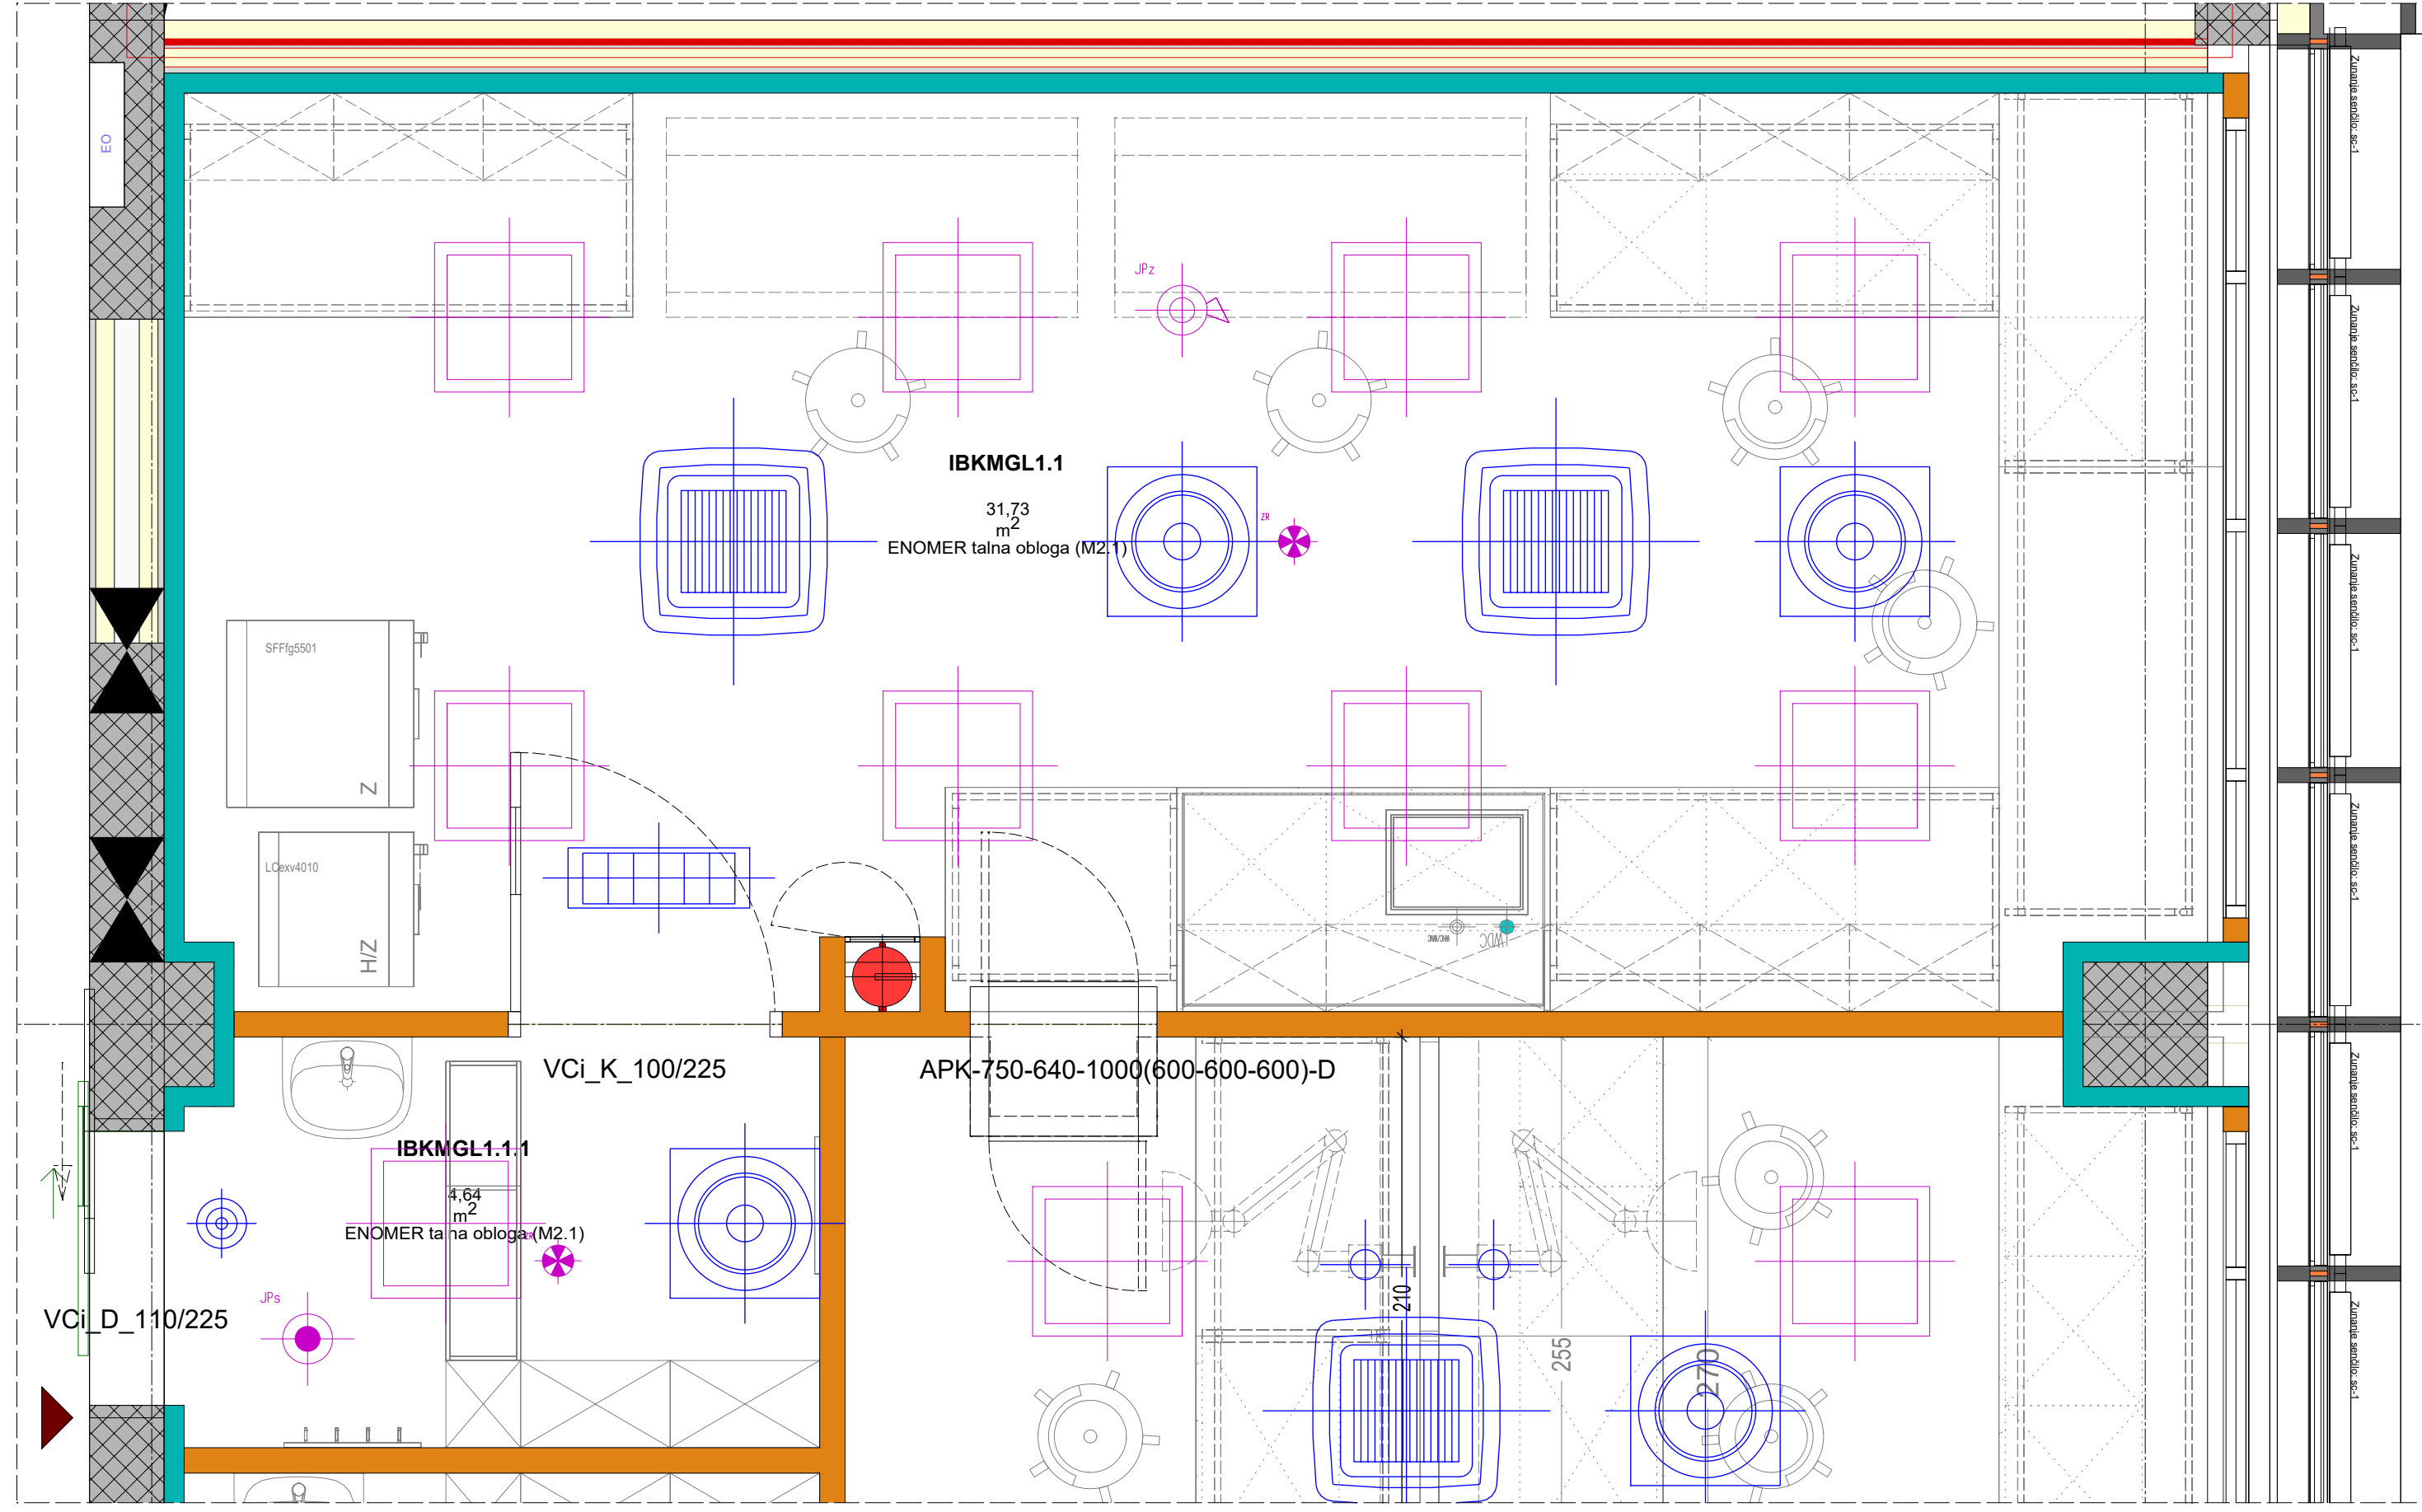 EO
Zunanje senčilo: sc-1
JPz
Zunanje senčilo: sc-1
IBKMGL1.1
31,73
m2
ENOMER talna obloga (M2.1)
ZR
Zunanje senčilo: sc-1
SFFfg5501
Z
Zunanje senčilo: sc-1
LCexv4010
H/Z
WDC
VCi_K_100/225
APK-750-640-1000(600-600-600)-D
Zunanje senčilo: sc-1
IBKMGL1.1.1
4,64
m2
ENOMER talna obloga (M2.1)
ZR
JPs
VCi_D_110/225
210
255
270
Zunanje senčilo: sc-1